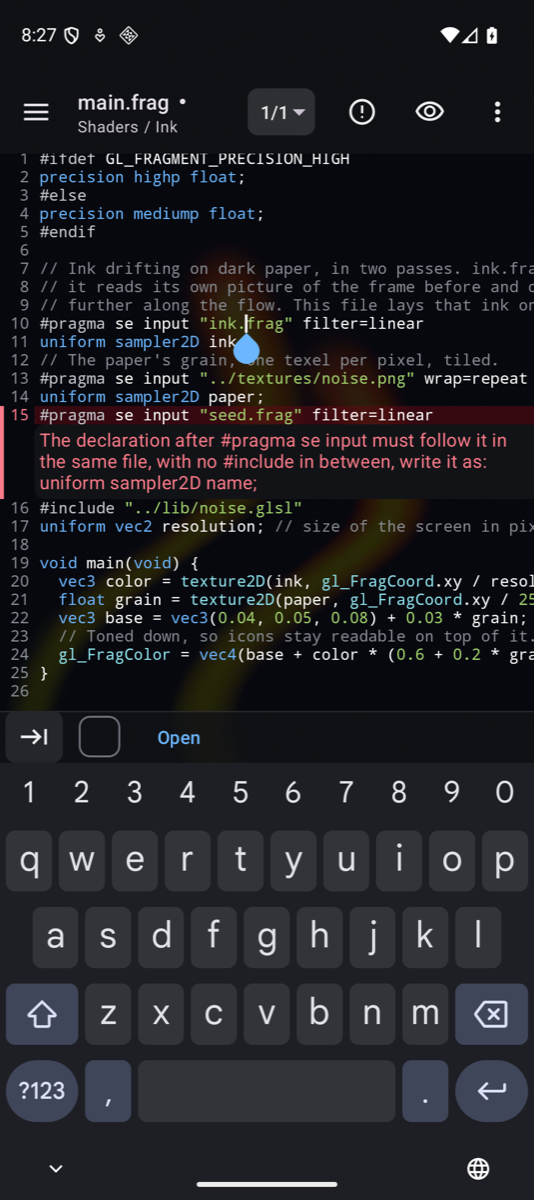 8:27
main.frag •
Shaders / Ink
1/1
1 #ifdef GL_FRAGMENT_PRECISION_HIGH
2 precision highp float;
3 #else
4 precision mediump float;
5 #endif
6
7 // Ink drifting on dark paper, in two passes. ink.fra
8 // it reads its own picture of the frame before and
9 // further along the flow. This file lays that ink on
10 #pragma se input "ink.frag" filter=linear
11 uniform sampler2D ink
12 // The paper's grain, one texel per pixel, tiled.
13 #pragma se input "../textures/noise.png" wrap=repeat
14 uniform sampler2D paper;
15 #pragma se input "seed.frag" filter=linear
The declaration after #pragma se input must follow it in
the same file, with no #include in between, write it as:
uniform sampler2D name;
16 #include "../lib/noise.glsl"
17 uniform vec2 resolution; // size of the screen in pix
18
19 void main(void) {
20 vec3 color = texture2D(ink, gl_FragCoord.xy / resol
21 float grain = texture2D(paper, gl_FragCoord.xy / 25
22 vec3 base = vec3(0.04, 0.05, 0.08) + 0.03 * grain;
23 // Toned down, so icons stay readable on top of it.
24 gl_FragColor = vec4(base + color * (0.6 + 0.2 * gra
25 }
26
Open
1 2 3 4 5 6 7 8 9 0
q w e r t y u i o p
a s d f g h j k l
z x c v b n m
?123 , .